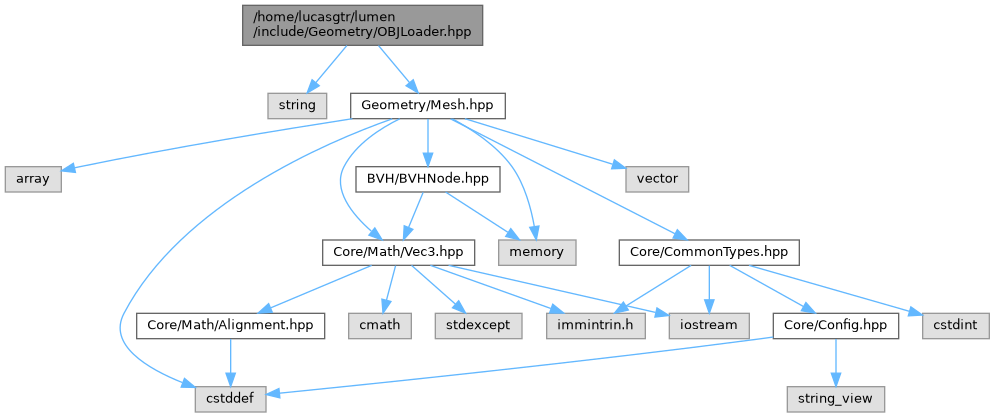 /home/lucasgtr/lumen
/include/Geometry/OBJLoader.hpp
string
Geometry/Mesh.hpp
array
BVH/BVHNode.hpp
vector
Core/Math/Vec3.hpp
memory
Core/CommonTypes.hpp
Core/Math/Alignment.hpp
cmath
stdexcept
immintrin.h
iostream
Core/Config.hpp
cstdint
cstddef
string_view